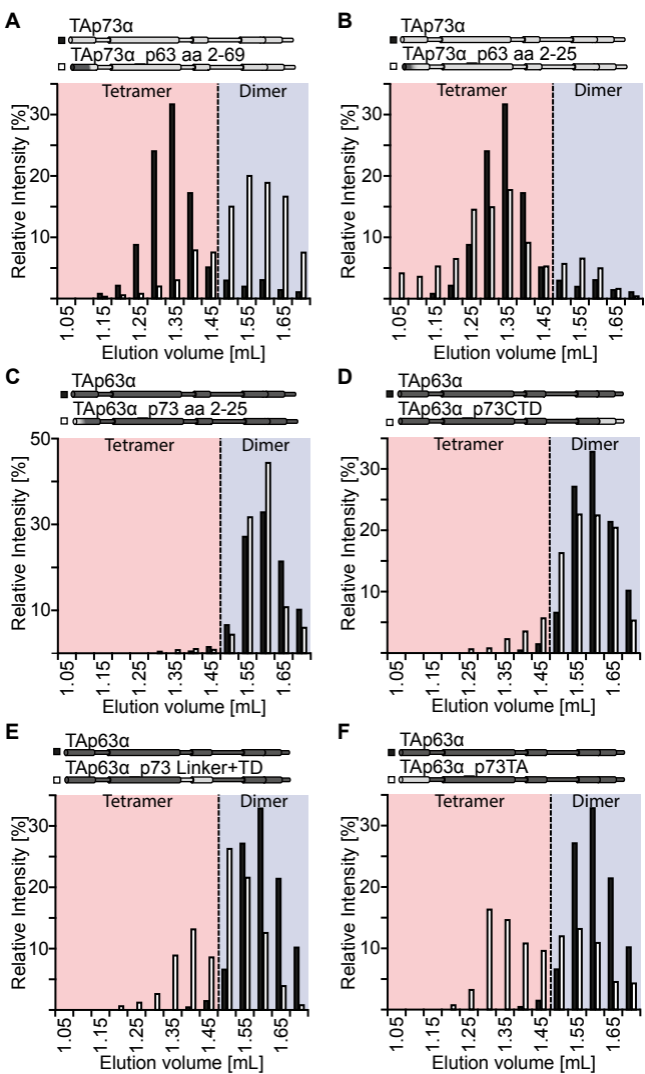 A
TAp73α
TAp73α_p63 aa 2-69
Tetramer
Dimer
Relative Intensity [%]
30
20
10
1.05
1.15
1.25
1.35
1.45
1.55
1.65
Elution volume [mL]
B
TAp73α
TAp73α_p63 aa 2-25
Tetramer
Dimer
Relative Intensity [%]
30
20
10
1.05
1.15
1.25
1.35
1.45
1.55
1.65
Elution volume [mL]
C
TAp63α
TAp63α_p73 aa 2-25
Tetramer
Dimer
Relative Intensity [%]
50
30
10
1.05
1.15
1.25
1.35
1.45
1.55
1.65
Elution volume [mL]
D
TAp63α
TAp63α_p73CTD
Tetramer
Dimer
Relative Intensity [%]
30
20
10
1.05
1.15
1.25
1.35
1.45
1.55
1.65
Elution volume [mL]
E
TAp63α
TAp63α_p73 Linker+TD
Tetramer
Dimer
Relative Intensity [%]
30
20
10
1.05
1.15
1.25
1.35
1.45
1.55
1.65
Elution volume [mL]
F
TAp63α
TAp63α_p73TA
Tetramer
Dimer
Relative Intensity [%]
30
20
10
1.05
1.15
1.25
1.35
1.45
1.55
1.65
Elution volume [mL]